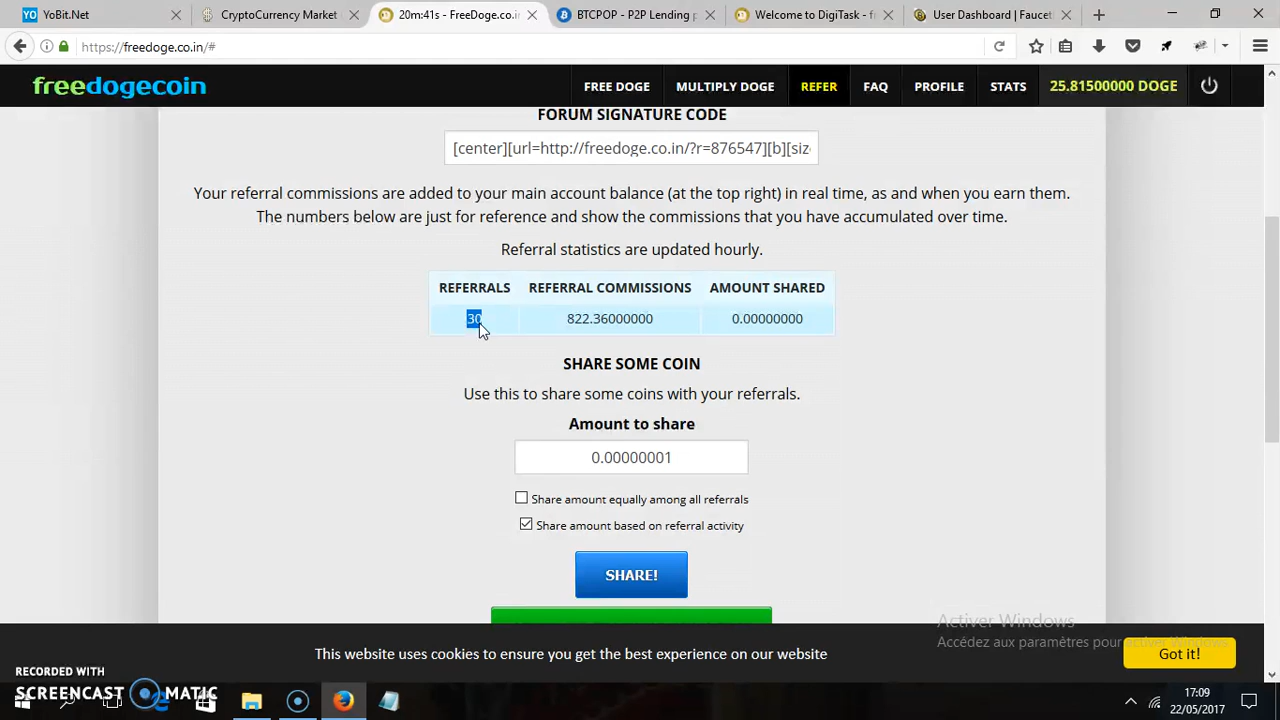 YoBit.Net
CryptoCurrency Market
20m:41s - FreeDoge.co.in
BTCPOP - P2P Lending p
Welcome to DigiTask - fr
User Dashboard | Faucet
https://freedoge.co.in/#
freedogecoin
FREE DOGE
MULTIPLY DOGE
REFER
FAQ
PROFILE
STATS
25.81500000 DOGE
FORUM SIGNATURE CODE
[center][url=http://freedoge.co.in/?r=876547][b][siz
Your referral commissions are added to your main account balance (at the top right) in real time, as and when you earn them.
The numbers below are just for reference and show the commissions that you have accumulated over time.
Referral statistics are updated hourly.
REFERRALS REFERRAL COMMISSIONS AMOUNT SHARED
30 822.36000000 0.00000000
SHARE SOME COIN
Use this to share some coins with your referrals.
Amount to share
0.00000001
Share amount equally among all referrals
Share amount based on referral activity
SHARE!
Activer Windows
Accédez aux paramètres pour activer Windows.
This website uses cookies to ensure you get the best experience on our website
Got it!
RECORDED WITH
SCREENCAST MATIC
17:09
22/05/2017